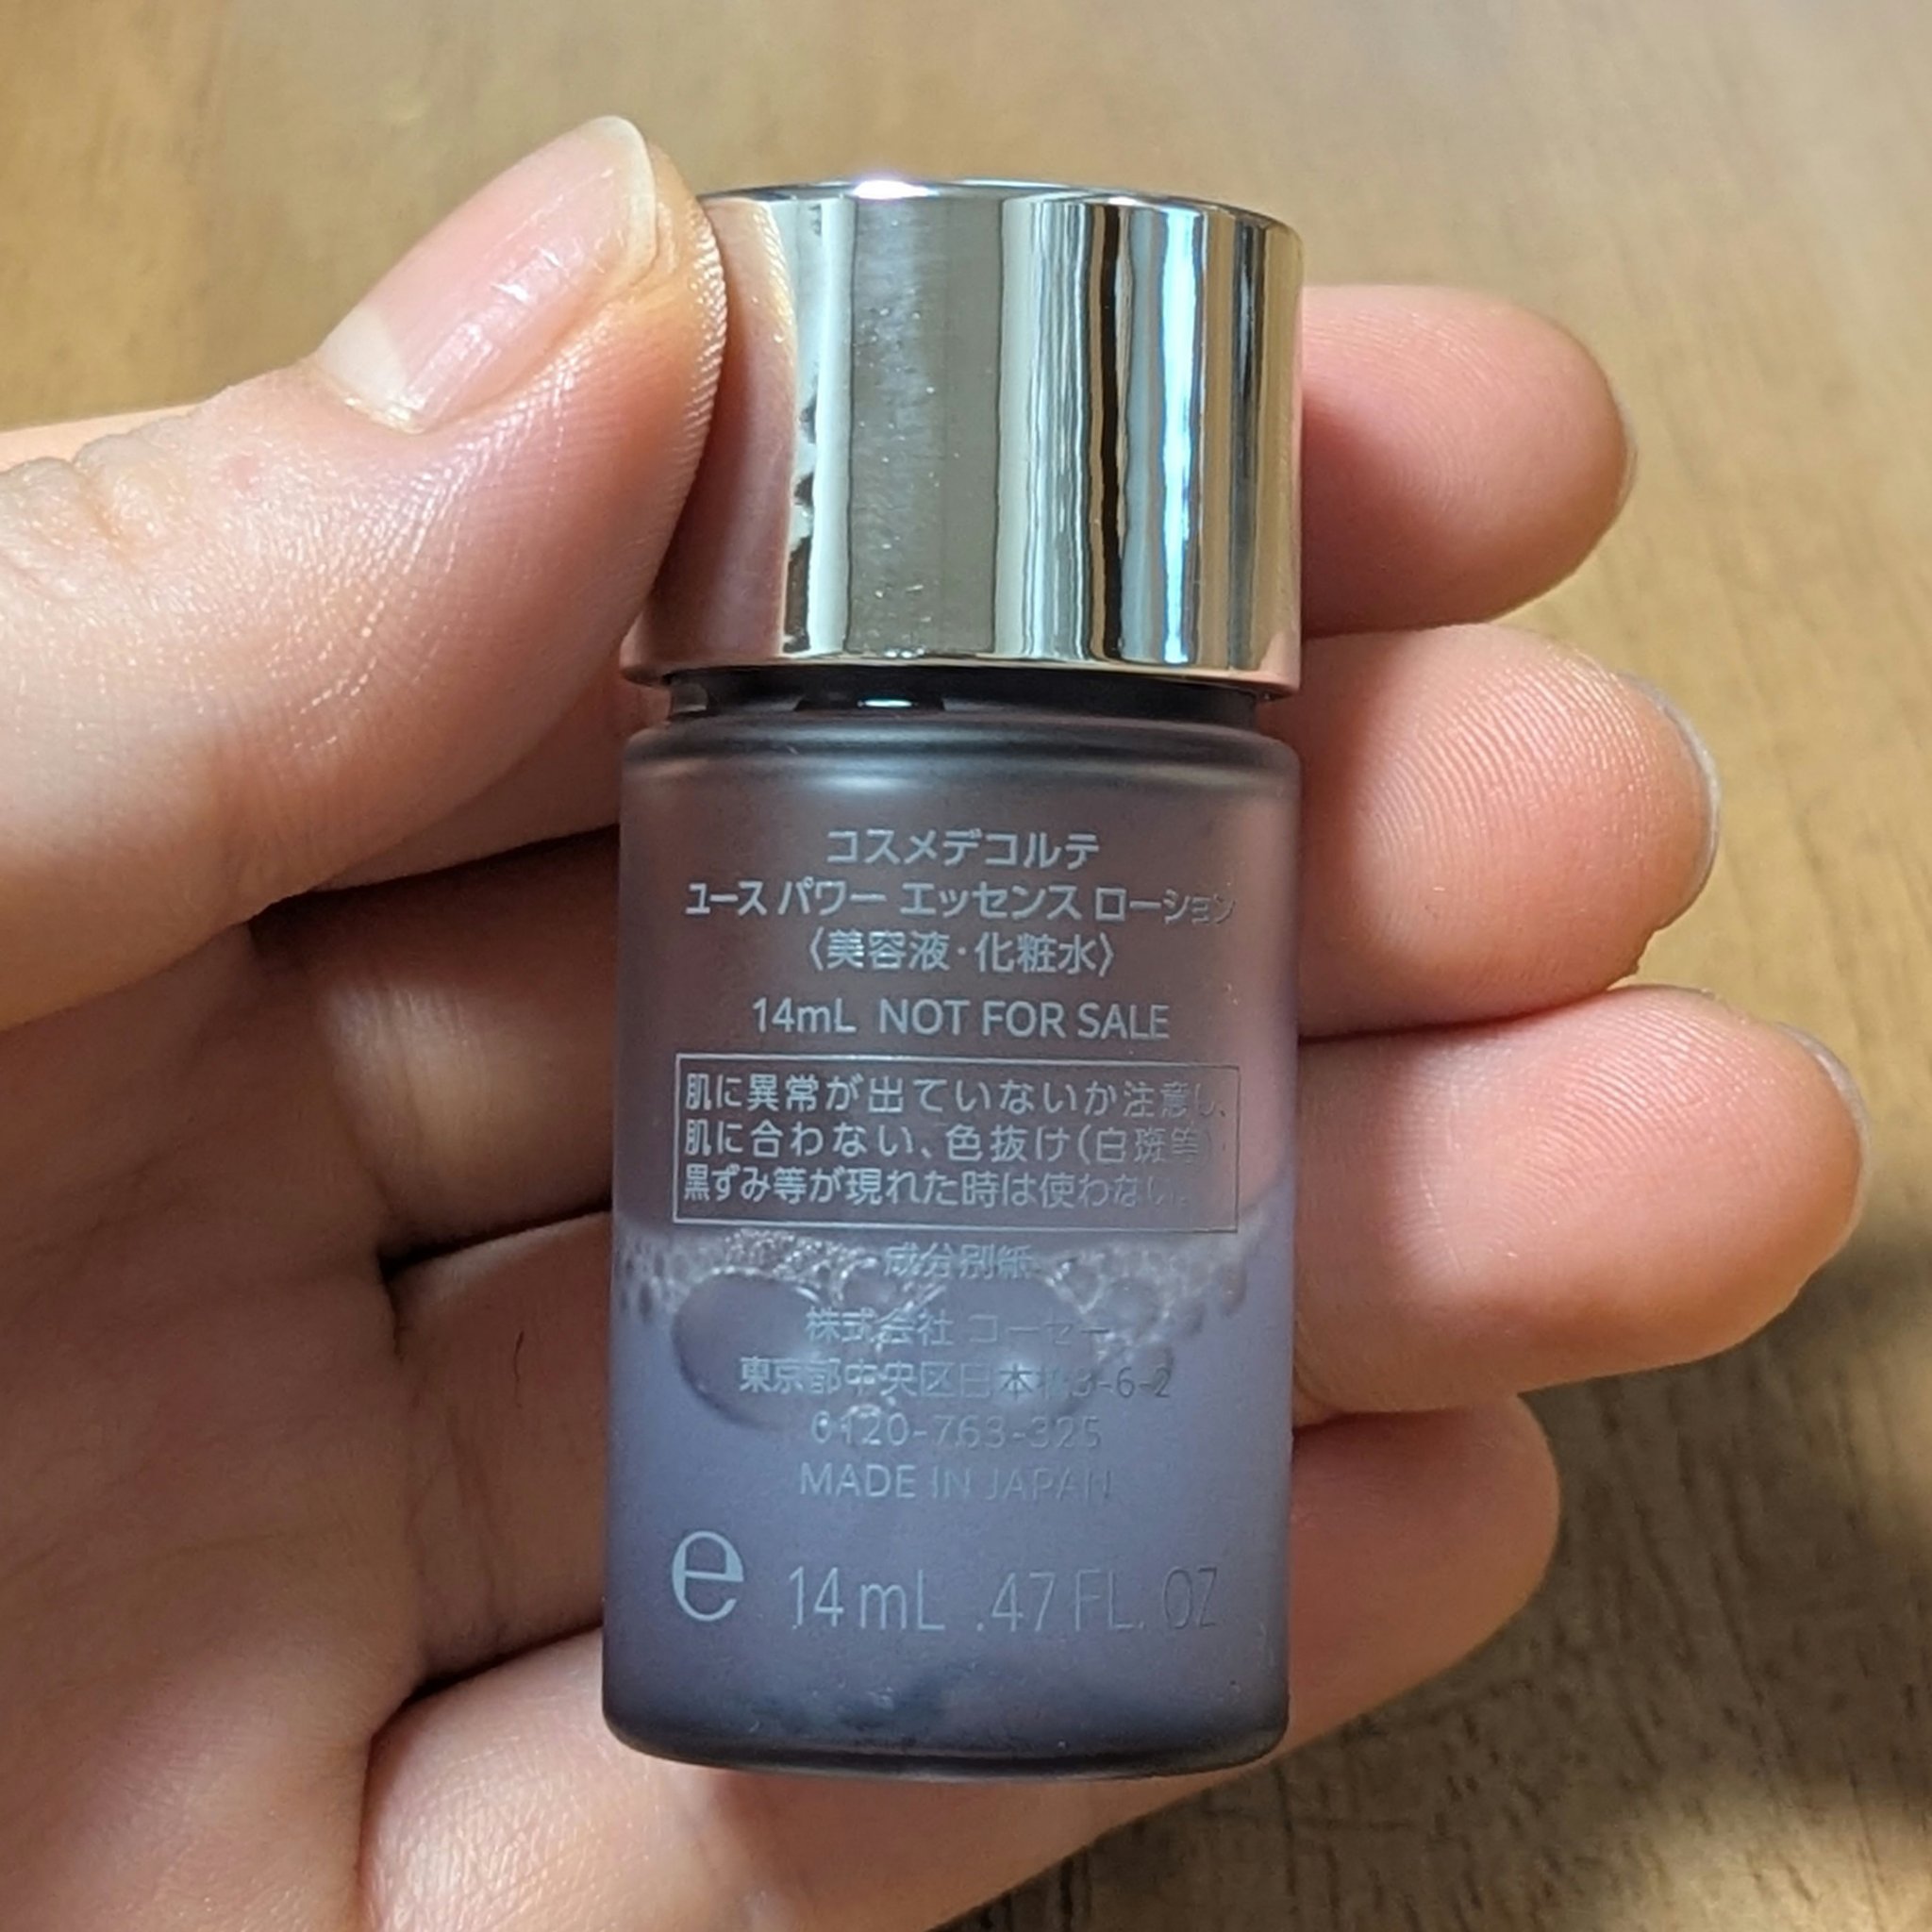 コスメデコルテ
ユース パワー エッセンス ローション
〈美容液・化粧水〉
14mL NOT FOR SALE
肌に異常が出ていないか注意し、
肌に合わない、色抜け(白斑等)、
黒ずみ等が現れた時は使わない。
成分別紙
株式会社 コーセー
東京都中央区日本橋3-6-2
0120-763-325
MADE IN JAPAN
e 14mL .47 FL. OZ